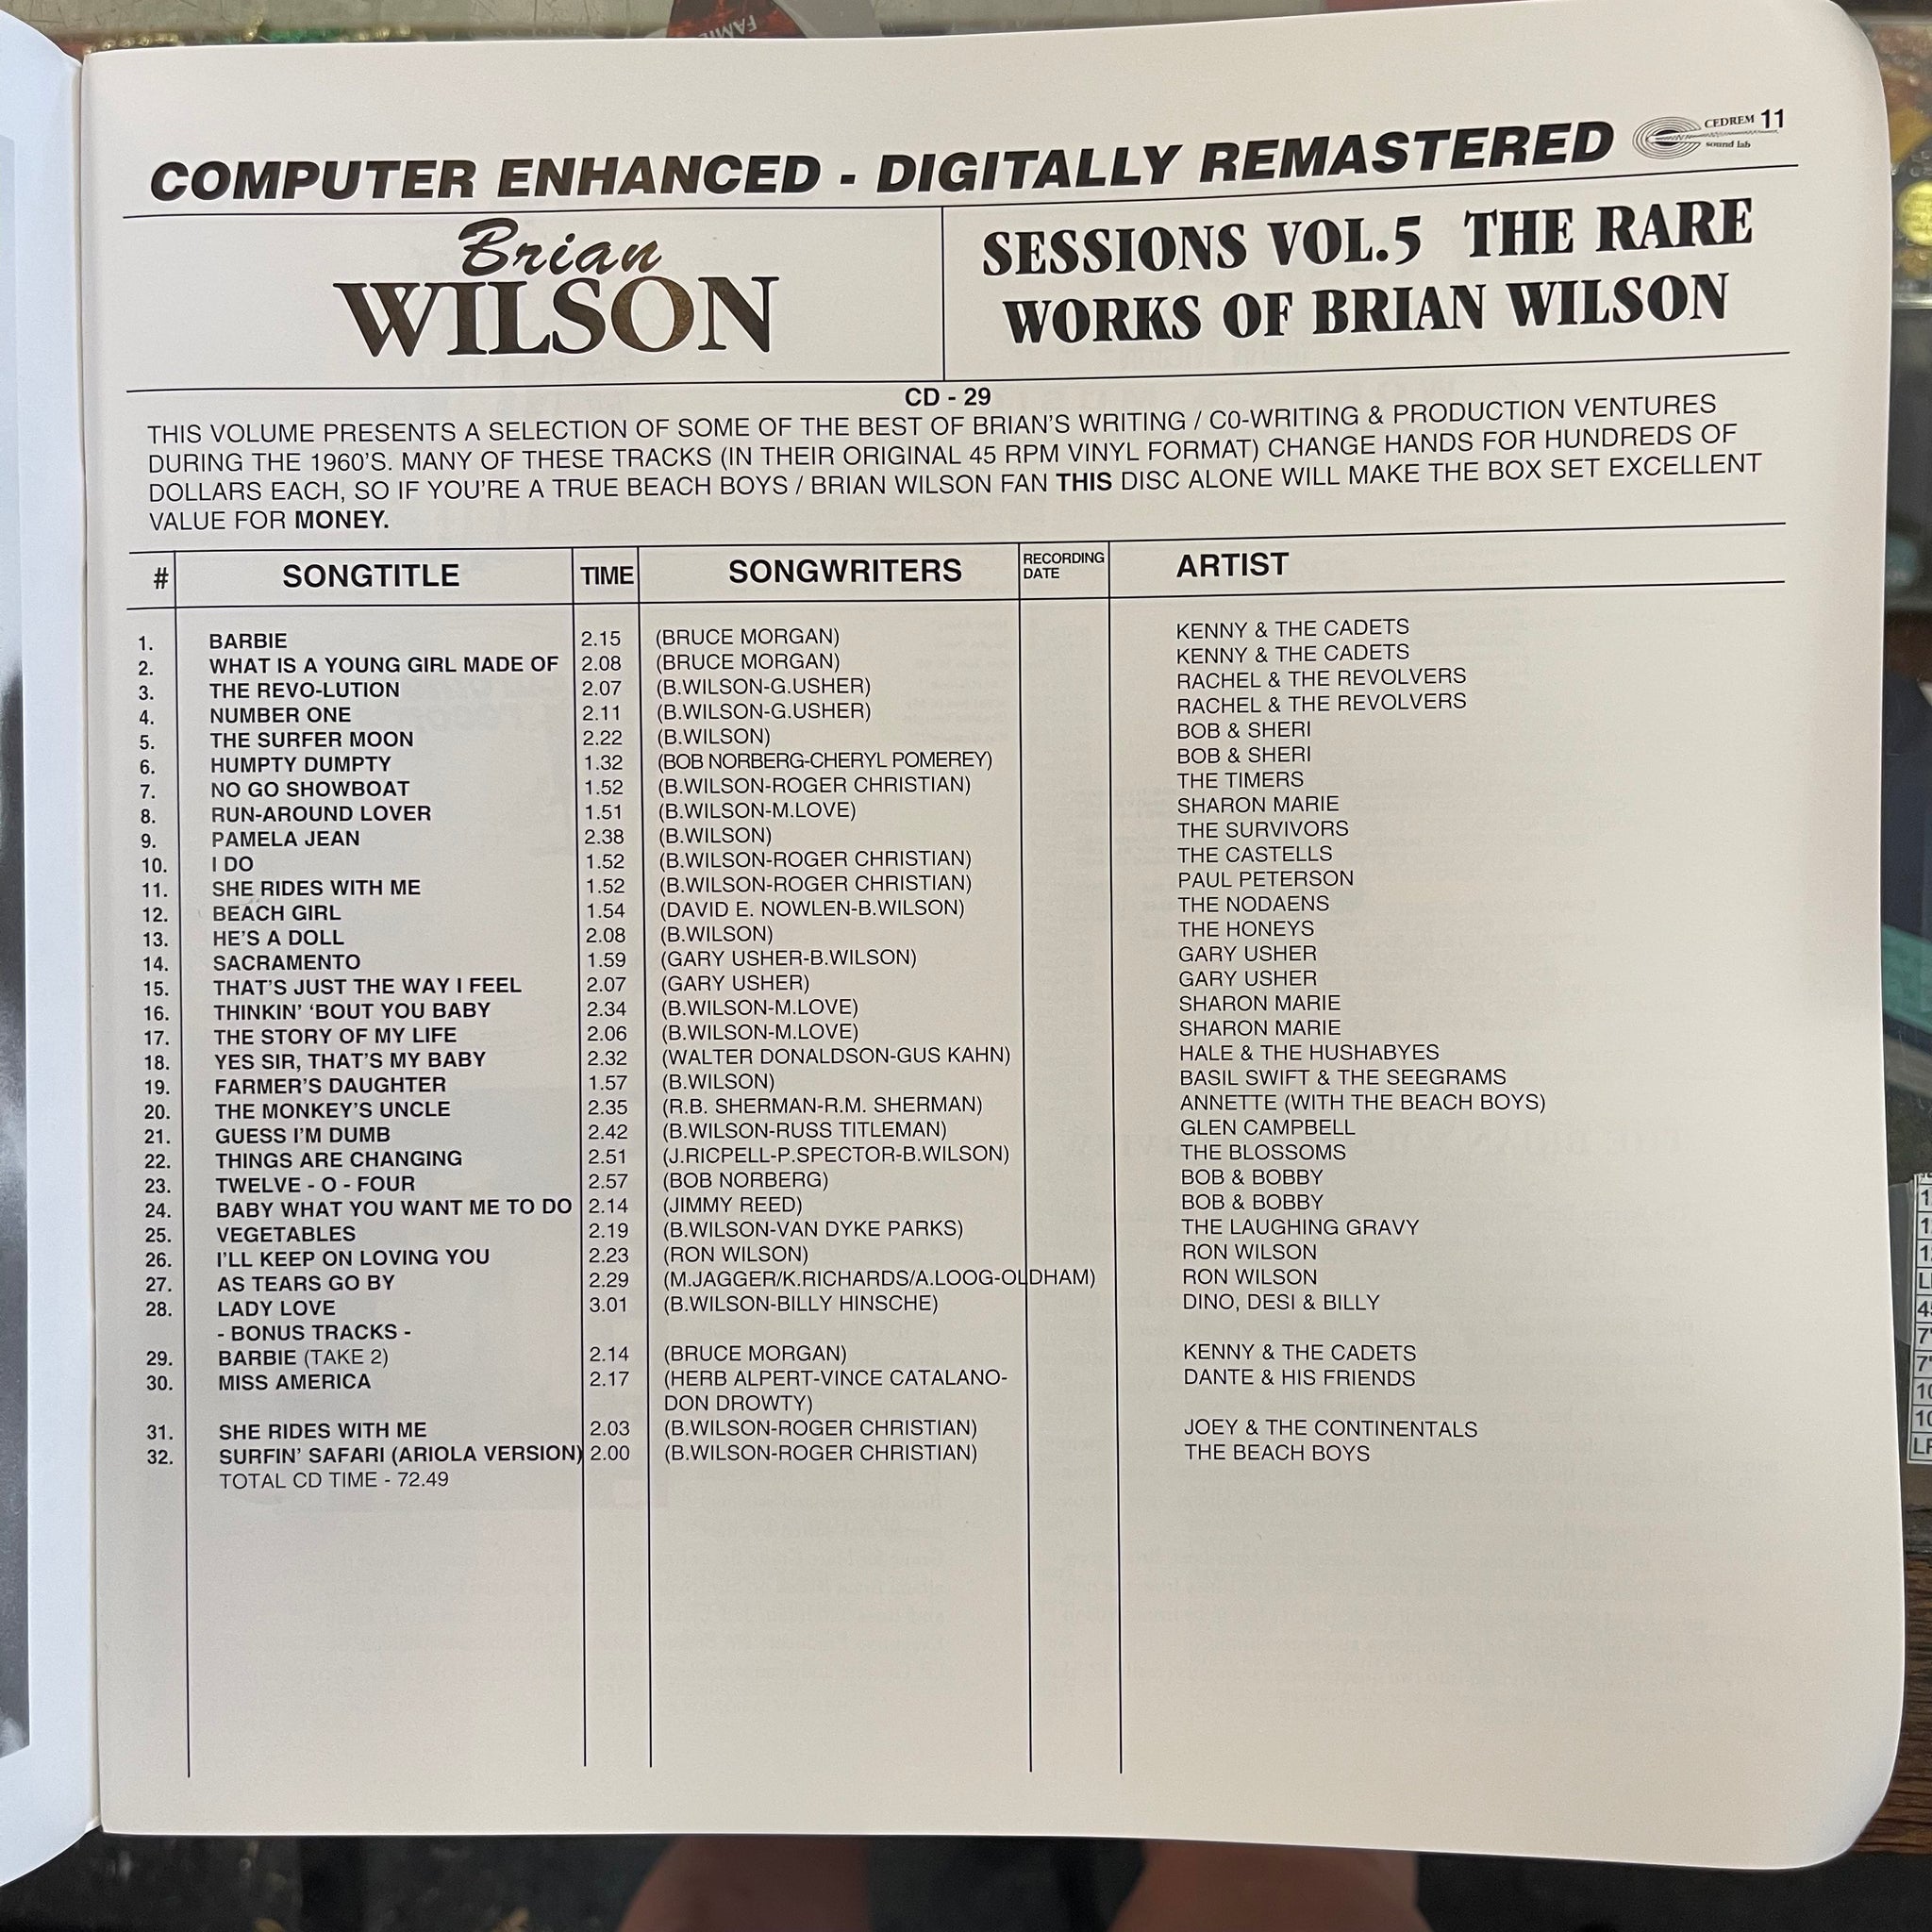 FAMIL
COMPUTER ENHANCED - DIGITALLY REMASTERED
CEDREM 11
sound lab
Brian
WILSON
SESSIONS VOL.5 THE RARE
WORKS OF BRIAN WILSON
CD - 29
THIS VOLUME PRESENTS A SELECTION OF SOME OF THE BEST OF BRIAN'S WRITING / C0-WRITING & PRODUCTION VENTURES
DURING THE 1960'S. MANY OF THESE TRACKS (IN THEIR ORIGINAL 45 RPM VINYL FORMAT) CHANGE HANDS FOR HUNDREDS OF
DOLLARS EACH, SO IF YOU'RE A TRUE BEACH BOYS / BRIAN WILSON FAN THIS DISC ALONE WILL MAKE THE BOX SET EXCELLENT
VALUE FOR MONEY.
# SONGTITLE TIME SONGWRITERS RECORDING DATE ARTIST
1. BARBIE 2.15 (BRUCE MORGAN) KENNY & THE CADETS
2. WHAT IS A YOUNG GIRL MADE OF 2.08 (BRUCE MORGAN) KENNY & THE CADETS
3. THE REVO-LUTION 2.07 (B.WILSON-G.USHER) RACHEL & THE REVOLVERS
4. NUMBER ONE 2.11 (B.WILSON-G.USHER) RACHEL & THE REVOLVERS
5. THE SURFER MOON 2.22 (B.WILSON) BOB & SHERI
6. HUMPTY DUMPTY 1.32 (BOB NORBERG-CHERYL POMEREY) BOB & SHERI
7. NO GO SHOWBOAT 1.52 (B.WILSON-ROGER CHRISTIAN) THE TIMERS
8. RUN-AROUND LOVER 1.51 (B.WILSON-M.LOVE) SHARON MARIE
9. PAMELA JEAN 2.38 (B.WILSON) THE SURVIVORS
10. I DO 1.52 (B.WILSON-ROGER CHRISTIAN) THE CASTELLS
11. SHE RIDES WITH ME 1.52 (B.WILSON-ROGER CHRISTIAN) PAUL PETERSON
12. BEACH GIRL 1.54 (DAVID E. NOWLEN-B.WILSON) THE NODAENS
13. HE'S A DOLL 2.08 (B.WILSON) THE HONEYS
14. SACRAMENTO 1.59 (GARY USHER-B.WILSON) GARY USHER
15. THAT'S JUST THE WAY I FEEL 2.07 (GARY USHER) GARY USHER
16. THINKIN' 'BOUT YOU BABY 2.34 (B.WILSON-M.LOVE) SHARON MARIE
17. THE STORY OF MY LIFE 2.06 (B.WILSON-M.LOVE) SHARON MARIE
18. YES SIR, THAT'S MY BABY 2.32 (WALTER DONALDSON-GUS KAHN) HALE & THE HUSHABYES
19. FARMER'S DAUGHTER 1.57 (B.WILSON) BASIL SWIFT & THE SEEGRAMS
20. THE MONKEY'S UNCLE 2.35 (R.B. SHERMAN-R.M. SHERMAN) ANNETTE (WITH THE BEACH BOYS)
21. GUESS I'M DUMB 2.42 (B.WILSON-RUSS TITLEMAN) GLEN CAMPBELL
22. THINGS ARE CHANGING 2.51 (J.RICPELL-P.SPECTOR-B.WILSON) THE BLOSSOMS
23. TWELVE - O - FOUR 2.57 (BOB NORBERG) BOB & BOBBY
24. BABY WHAT YOU WANT ME TO DO 2.14 (JIMMY REED) BOB & BOBBY
25. VEGETABLES 2.19 (B.WILSON-VAN DYKE PARKS) THE LAUGHING GRAVY
26. I'LL KEEP ON LOVING YOU 2.23 (RON WILSON) RON WILSON
27. AS TEARS GO BY 2.29 (M.JAGGER/K.RICHARDS/A.LOOG-OLDHAM) RON WILSON
28. LADY LOVE 3.01 (B.WILSON-BILLY HINSCHE) DINO, DESI & BILLY
- BONUS TRACKS -
29. BARBIE (TAKE 2) 2.14 (BRUCE MORGAN) KENNY & THE CADETS
30. MISS AMERICA 2.17 (HERB ALPERT-VINCE CATALANO- DANTE & HIS FRIENDS
DON DROWTY)
31. SHE RIDES WITH ME 2.03 (B.WILSON-ROGER CHRISTIAN) JOEY & THE CONTINENTALS
32. SURFIN' SAFARI (ARIOLA VERSION) 2.00 (B.WILSON-ROGER CHRISTIAN) THE BEACH BOYS
TOTAL CD TIME - 72.49